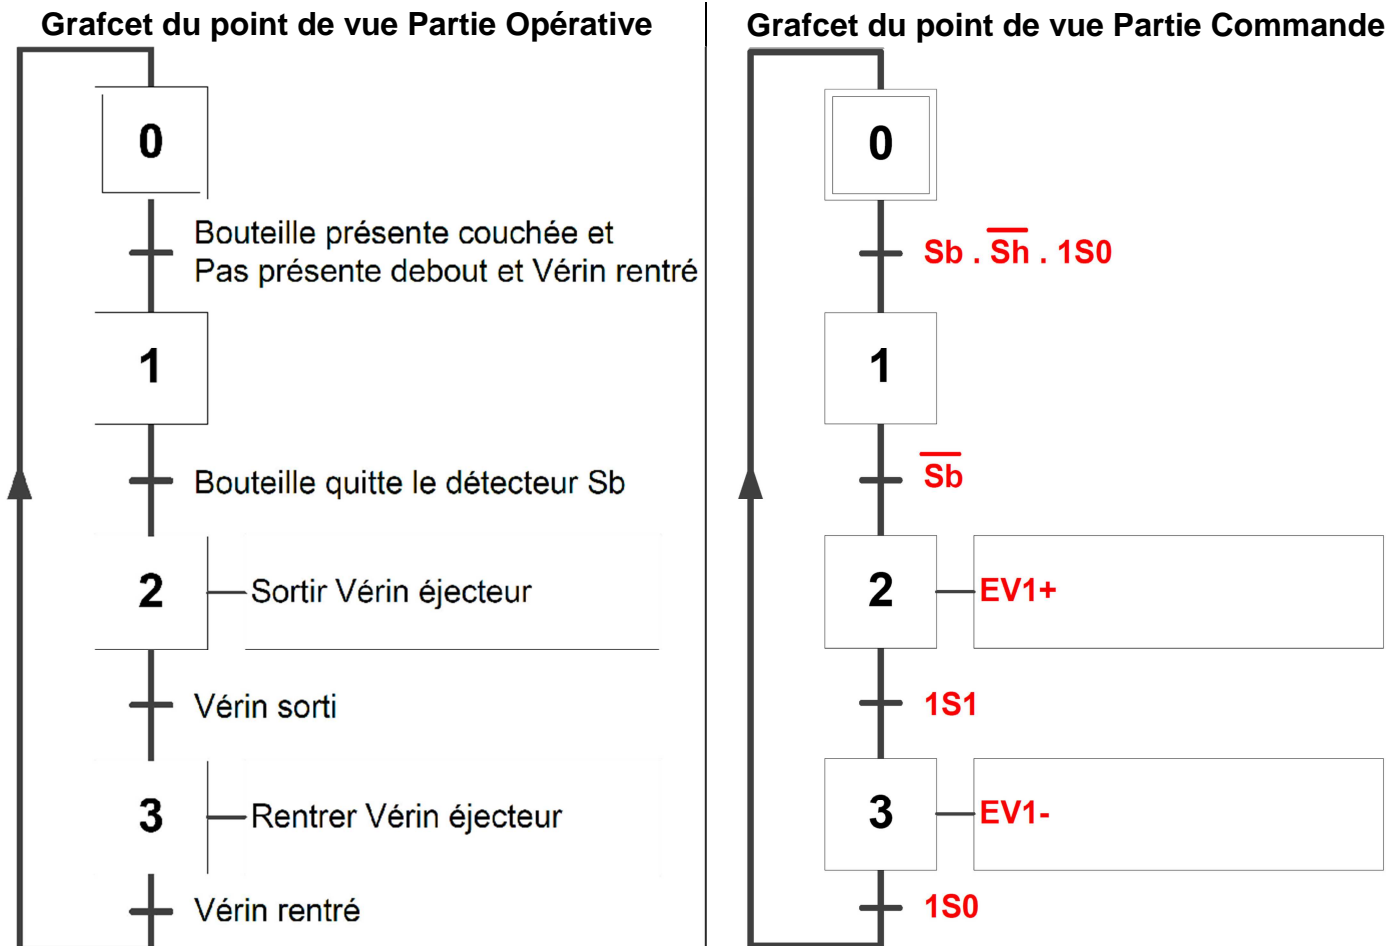 Grafcet du point de vue Partie Opérative
0
Bouteille présente couchée et
Pas présente debout et Vérin rentré
1
Bouteille quitte le détecteur Sb
2
Sortir Vérin éjecteur
Vérin sorti
3
Rentrer Vérin éjecteur
Vérin rentré
Grafcet du point de vue Partie Commande
0
Sb . S̅h̅ . 1S0
1
S̅b̅
2
EV1+
1S1
3
EV1-
1S0